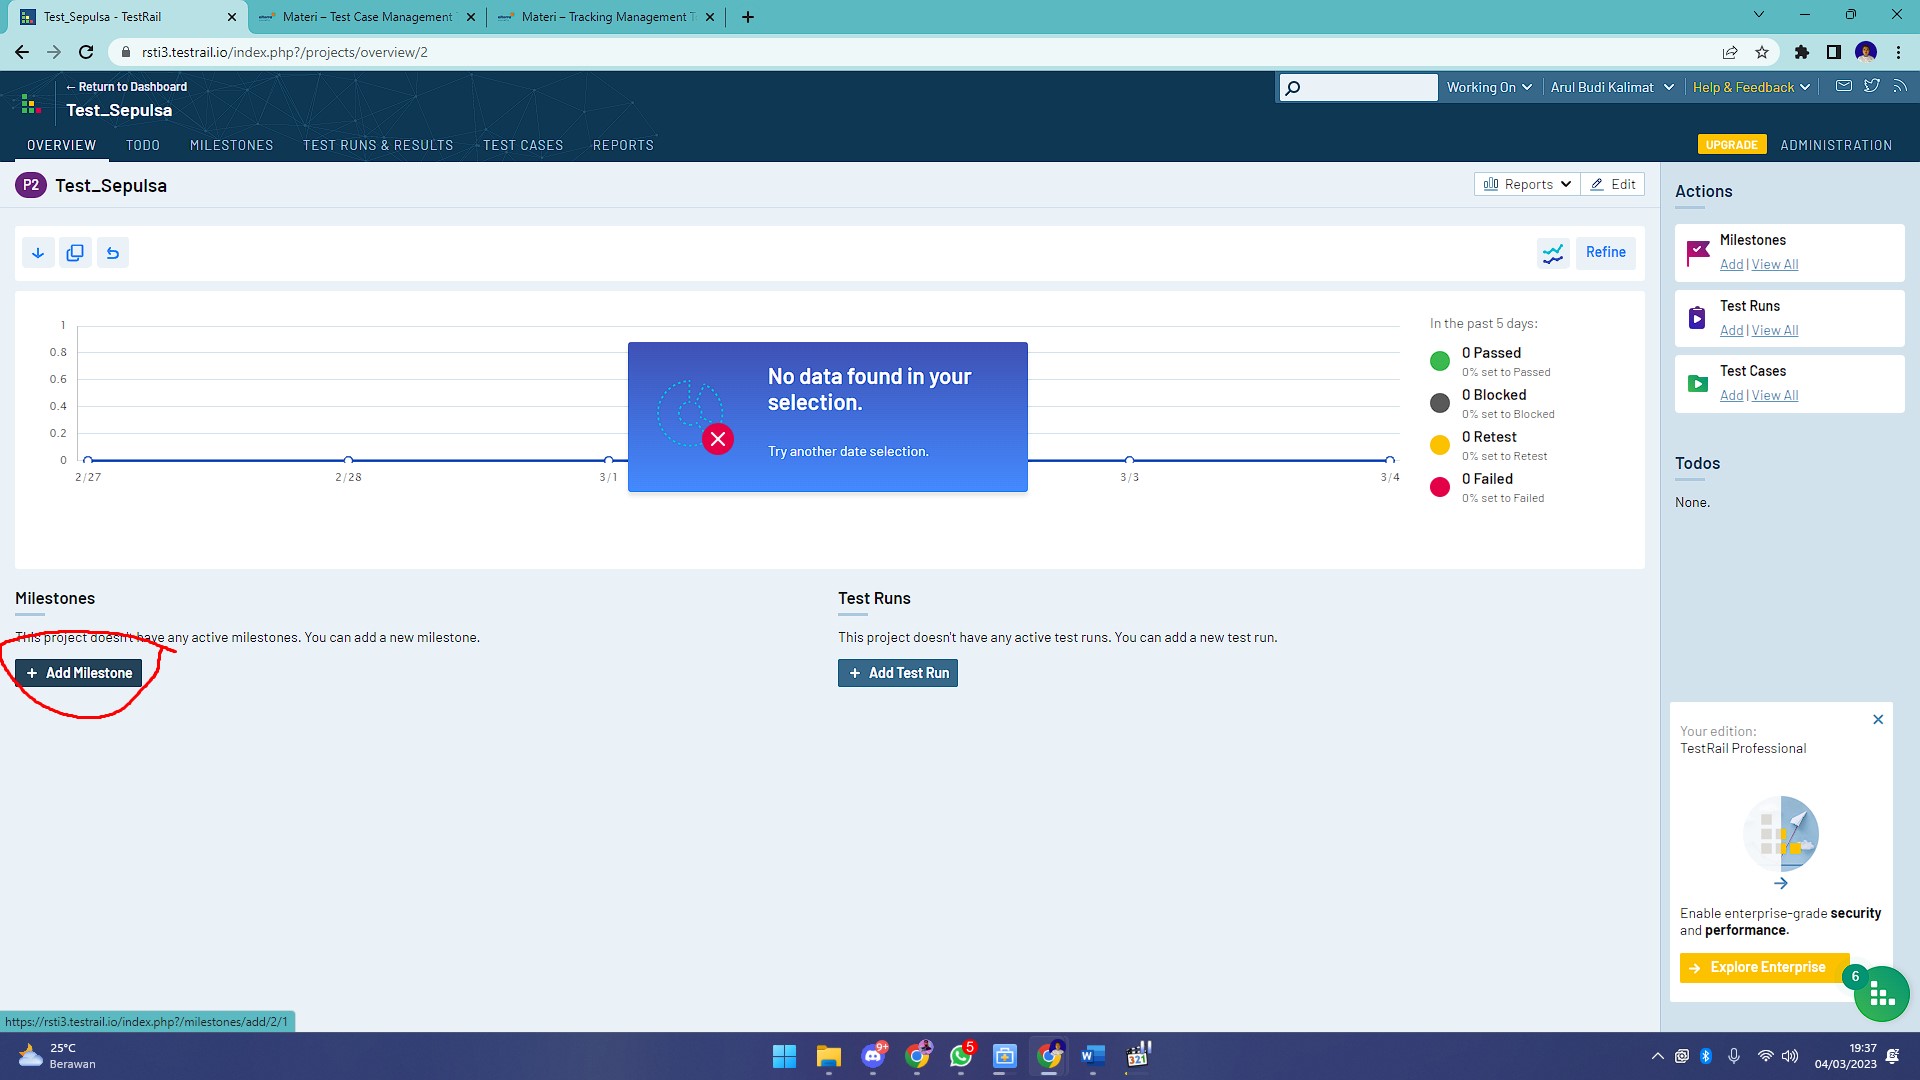 Test_Sepulsa - TestRail
Materi – Test Case Management
Materi – Tracking Management T
rsti3.testrail.io/index.php?/projects/overview/2
← Return to Dashboard
Test_Sepulsa
Working On
Arul Budi Kalimat
Help & Feedback
OVERVIEW
TODO
MILESTONES
TEST RUNS & RESULTS
TEST CASES
REPORTS
UPGRADE
ADMINISTRATION
P2
Test_Sepulsa
Reports
Edit
Refine
1
0.8
0.6
0.4
0.2
0
2/27
2/28
3/1
3/3
3/4
No data found in your
selection.
Try another date selection.
In the past 5 days:
0 Passed
0% set to Passed
0 Blocked
0% set to Blocked
0 Retest
0% set to Retest
0 Failed
0% set to Failed
Milestones
This project doesn't have any active milestones. You can add a new milestone.
+ Add Milestone
Test Runs
This project doesn't have any active test runs. You can add a new test run.
+ Add Test Run
Actions
Milestones
Add | View All
Test Runs
Add | View All
Test Cases
Add | View All
Todos
None.
Your edition:
TestRail Professional
Enable enterprise-grade security
and performance.
Explore Enterprise
6
https://rsti3.testrail.io/index.php?/milestones/add/2/1
25°C
Berawan
9+
5
W
321
19:37
04/03/2023